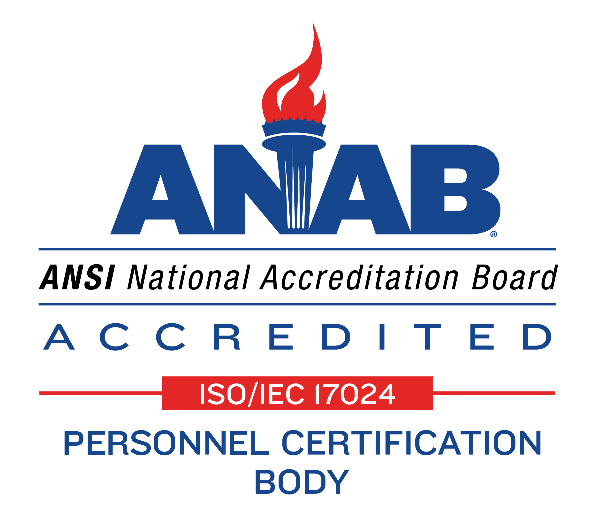 ANAB®
ANSI National Accreditation Board
ACCREDITED
ISO/IEC 17024
PERSONNEL CERTIFICATION
BODY